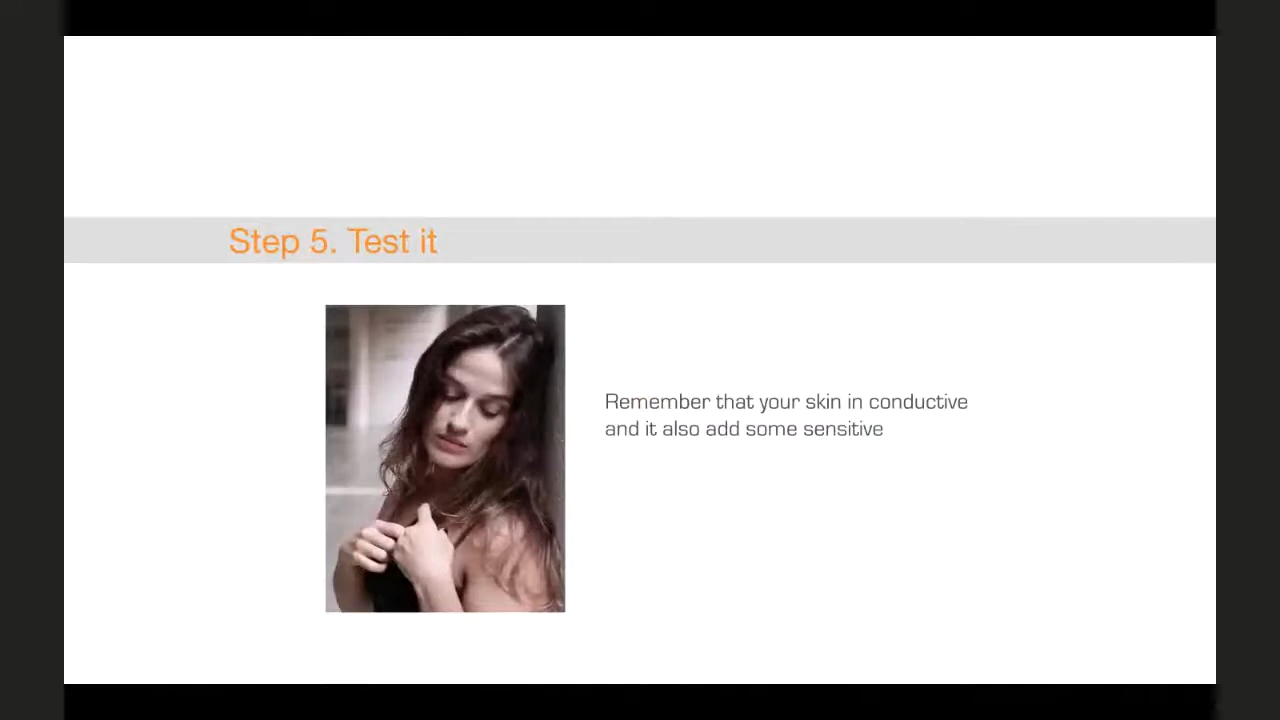 Step 5. Test it
Remember that your skin in conductive
and it also add some sensitive